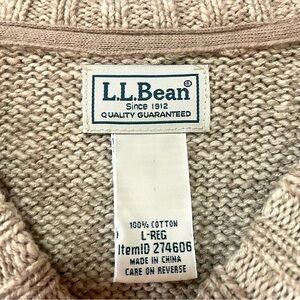 L.L.Bean®
Since 1912
QUALITY GUARANTEED
100% COTTON
L-REG
ItemID 274606
MADE IN CHINA
CARE ON REVERSE